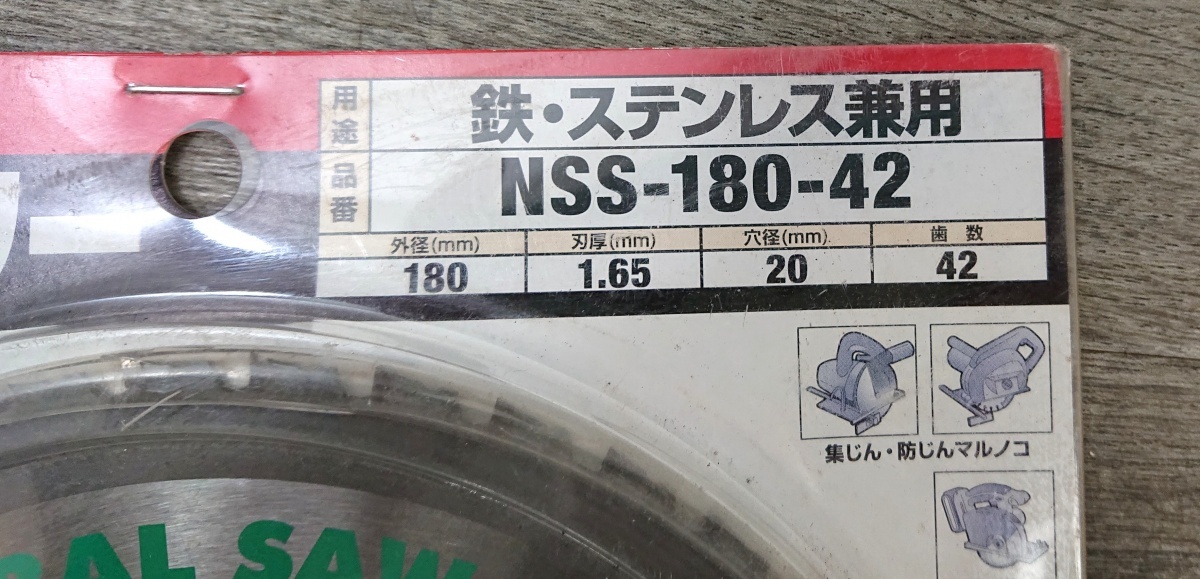 用途 鉄・ステンレス兼用
品番 NSS-180-42
外径(mm) 刃厚(mm) 穴径(mm) 歯数
180 1.65 20 42
集じん・防じんマルノコ
SAW